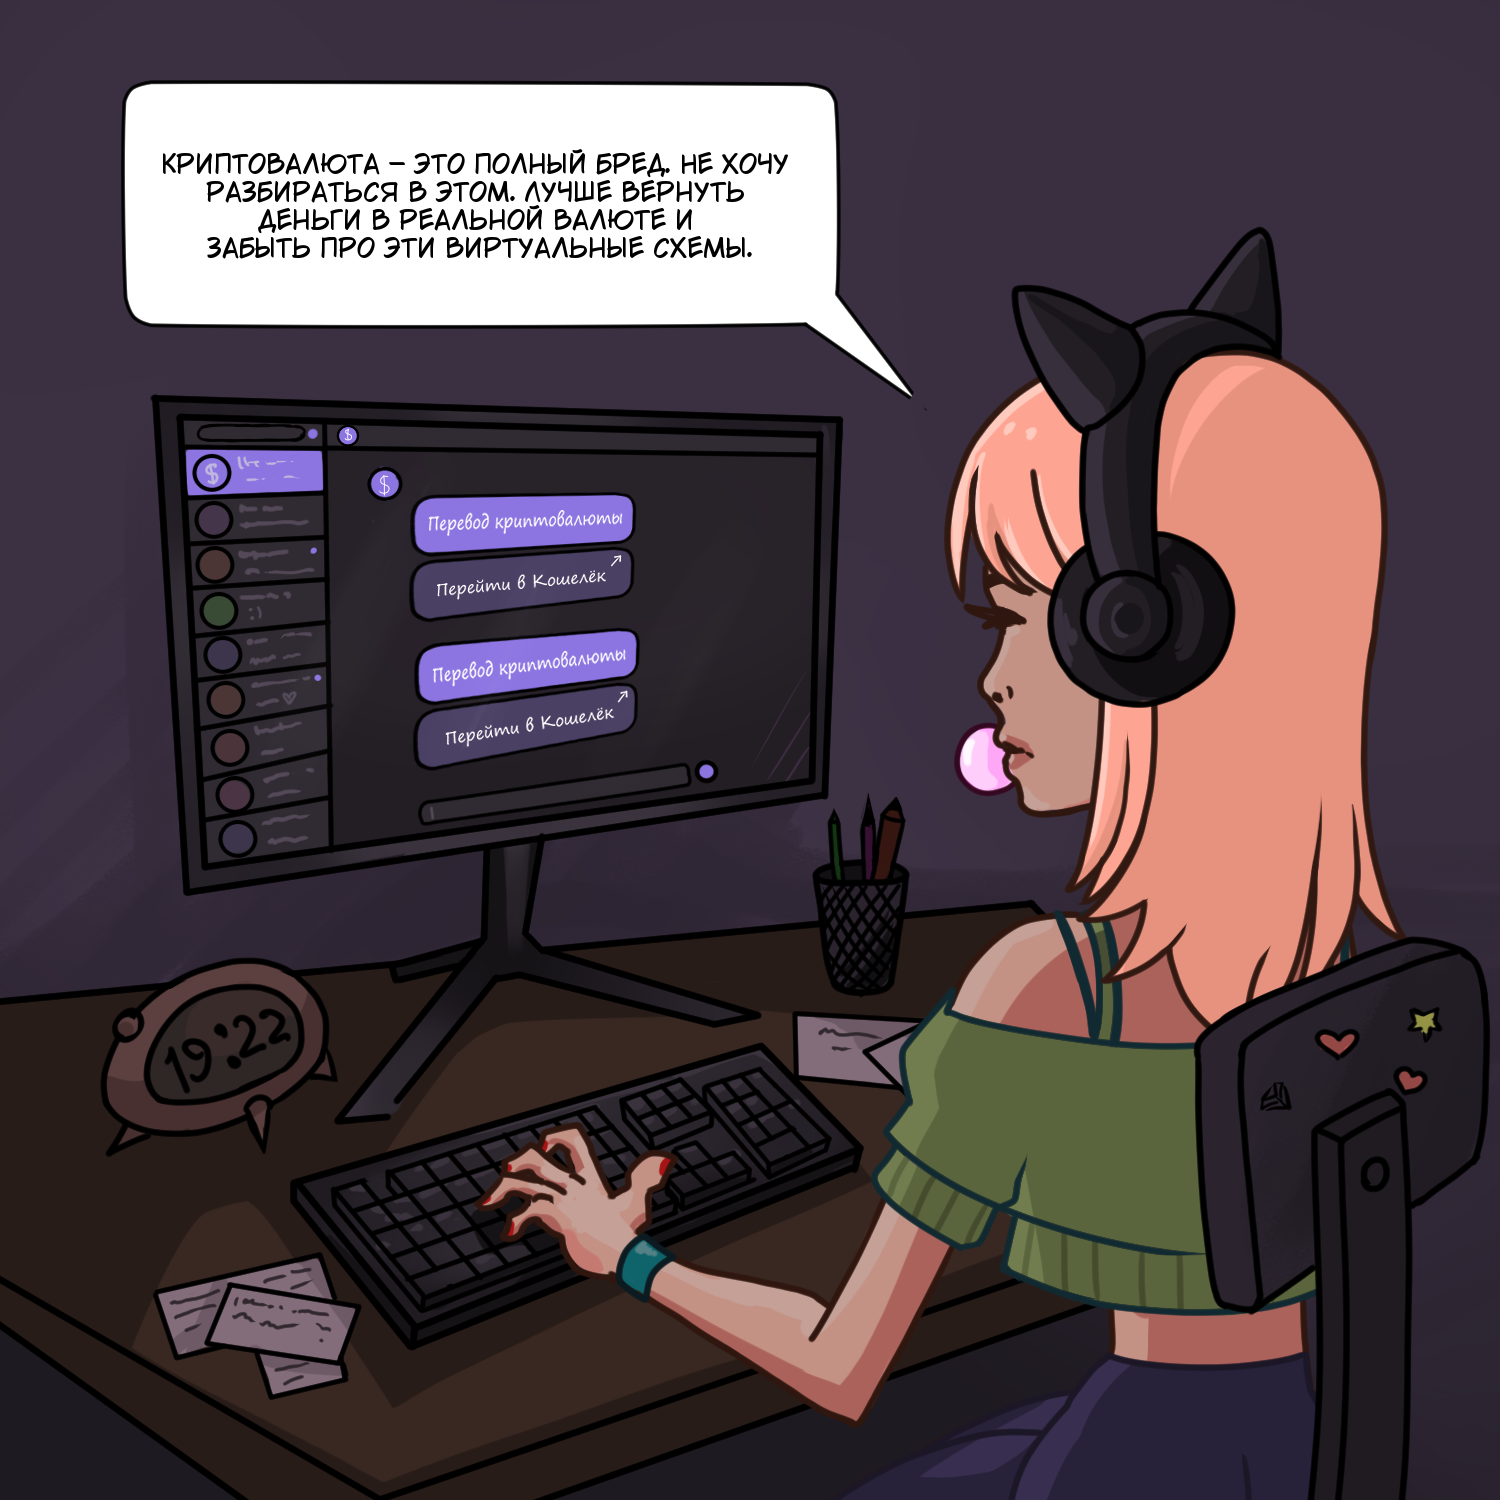 КРИПТОВАЛЮТА – ЭТО ПОЛНЫЙ БРЕД. НЕ ХОЧУ
РАЗБИРАТЬСЯ В ЭТОМ. ЛУЧШЕ ВЕРНУТЬ
ДЕНЬГИ В РЕАЛЬНОЙ ВАЛЮТЕ И
ЗАБЫТЬ ПРО ЭТИ ВИРТУАЛЬНЫЕ СХЕМЫ.
$
$
$
Перевод криптовалюты
Перейти в Кошелёк
:)
Перевод криптовалюты
Перейти в Кошелёк
19:22